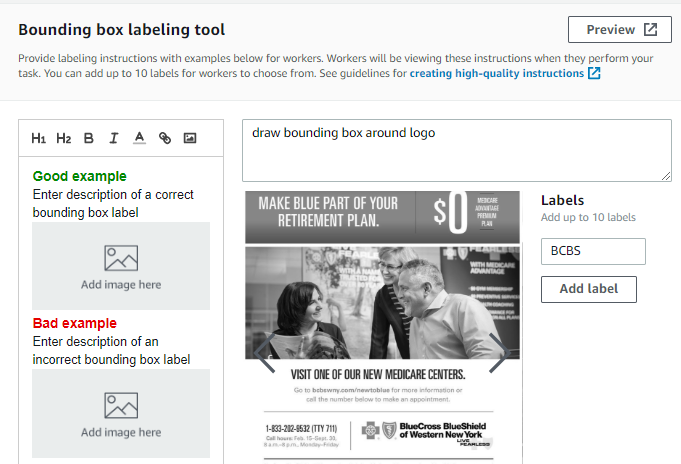 Bounding box labeling tool
Preview
Provide labeling instructions with examples below for workers. Workers will be viewing these instructions when they perform your
task. You can add up to 10 labels for workers to choose from. See guidelines for creating high-quality instructions
H1 H2 B I A
draw bounding box around logo
Good example
Enter description of a correct
bounding box label
Add image here
Bad example
Enter description of an
incorrect bounding box label
Add image here
MAKE BLUE PART OF YOUR
RETIREMENT PLAN.
$0
MEDICARE
ADVANTAGE
PREMIUM
PLAN
FEARLESS
WITH MEDICARE
ADVANTAGE
VISIT ONE OF OUR NEW MEDICARE CENTERS.
Go to bcbswny.com/newtoblue for more information or
call the number below to make an appointment.
1-833-202-9532 (TTY 711)
Call hours: Feb. 15-Sept. 30,
8 a.m.-8 p.m., Monday-Friday
BlueCross BlueShield
of Western New York
LIVE
FEARLESS
Labels
Add up to 10 labels
BCBS
Add label